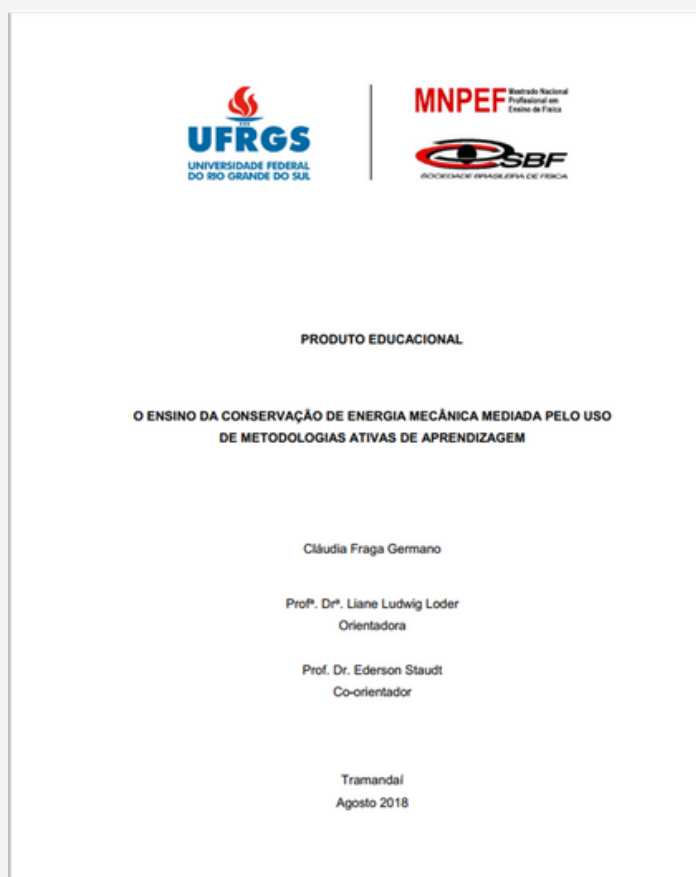 UFRGS
UNIVERSIDADE FEDERAL
DO RIO GRANDE DO SUL
MNPEF Mestrado Nacional
Profissional em
Ensino de Física
SBF
SOCIEDADE BRASILEIRA DE FÍSICA
PRODUTO EDUCACIONAL
O ENSINO DA CONSERVAÇÃO DE ENERGIA MECÂNICA MEDIADA PELO USO
DE METODOLOGIAS ATIVAS DE APRENDIZAGEM
Cláudia Fraga Germano
Profª. Drª. Liane Ludwig Loder
Orientadora
Prof. Dr. Ederson Staudt
Co-orientador
Tramandaí
Agosto 2018